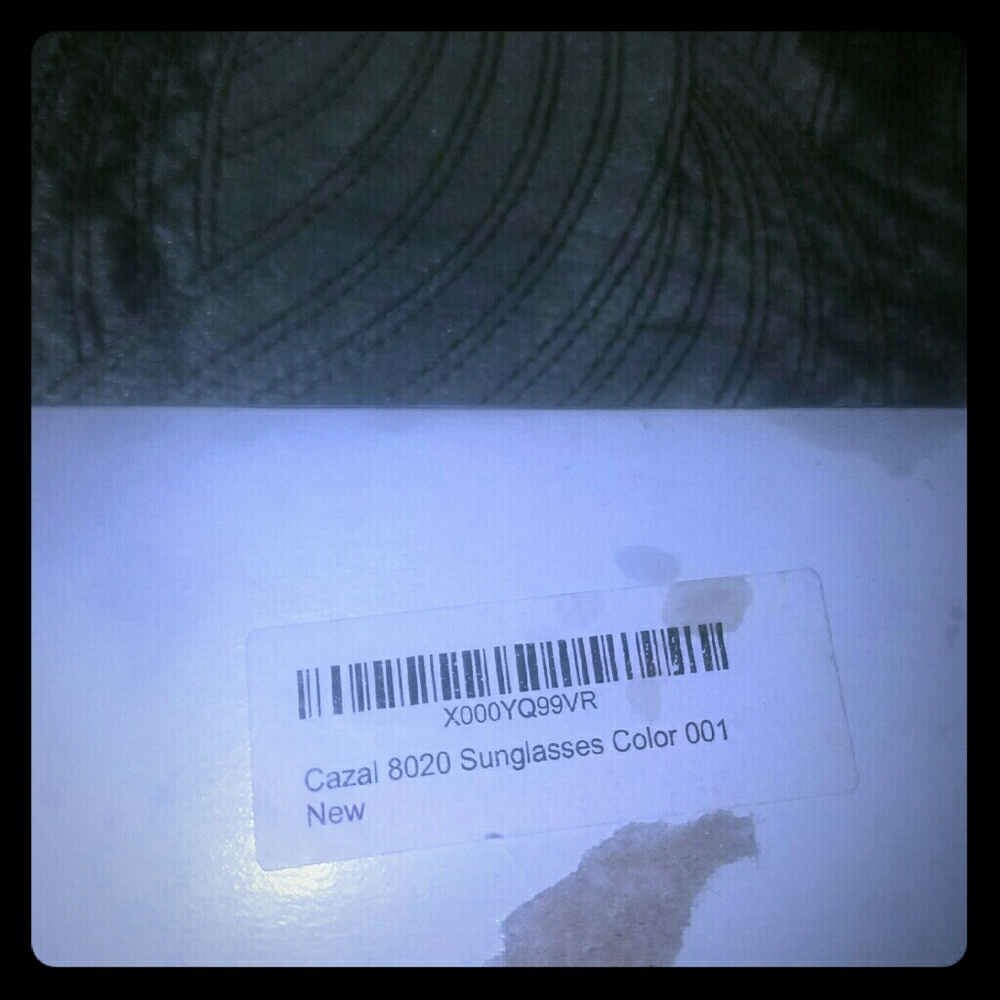 X000YQ99VR
Cazal 8020 Sunglasses Color 001
New